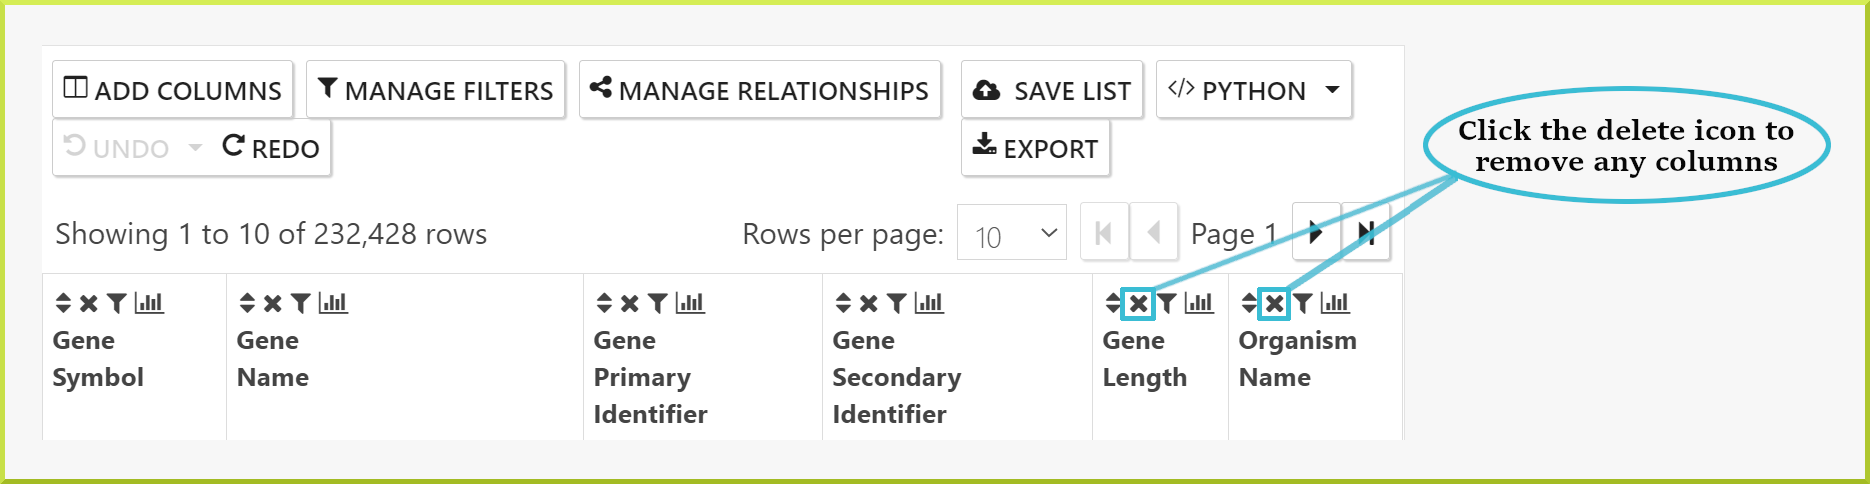 ADD COLUMNS MANAGE FILTERS MANAGE RELATIONSHIPS SAVE LIST </> PYTHON
UNDO REDO EXPORT
Click the delete icon to
remove any columns
Showing 1 to 10 of 232,428 rows Rows per page: 10 Page 1
Gene
Symbol
Gene
Name
Gene
Primary
Identifier
Gene
Secondary
Identifier
Gene
Length
Organism
Name